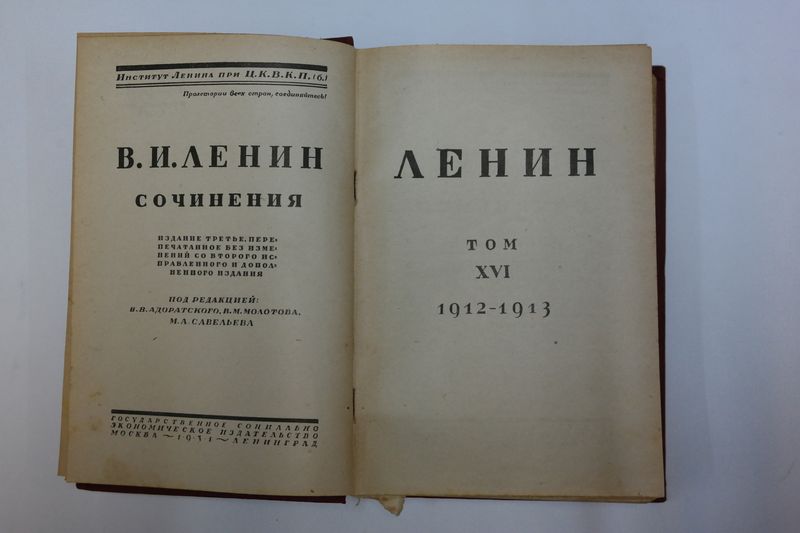 Институт Ленина при Ц.К.В.К.П.(б.)
Пролетарии всех стран, соединяйтесь!
В.И.ЛЕНИН
СОЧИНЕНИЯ
ИЗДАНИЕ ТРЕТЬЕ, ПЕРЕ-
ПЕЧАТАННОЕ БЕЗ ИЗМЕ-
НЕНИЙ СО ВТОРОГО ИС-
ПРАВЛЕННОГО И ДОПОЛ-
НЕННОГО ИЗДАНИЯ
ПОД РЕДАКЦИЕЙ:
В.В.АДОРАТСКОГО, В.М.МОЛОТОВА,
М.А.САВЕЛЬЕВА
ГОСУДАРСТВЕННОЕ СОЦИАЛЬНО
ЭКОНОМИЧЕСКОЕ ИЗДАТЕЛЬСТВО
МОСКВА ~ 1931 ~ ЛЕНИНГРАД
ЛЕНИН
ТОМ
XVI
1912-1913